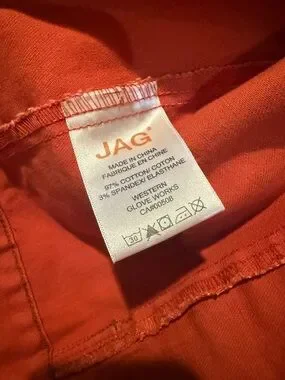 JAG
MADE IN CHINA
FABRIQUE EN CHINE
97% COTTON/ COTON
3% SPANDEX/ ELASTHANE
WESTERN
GLOVE WORKS
CA#00508
30